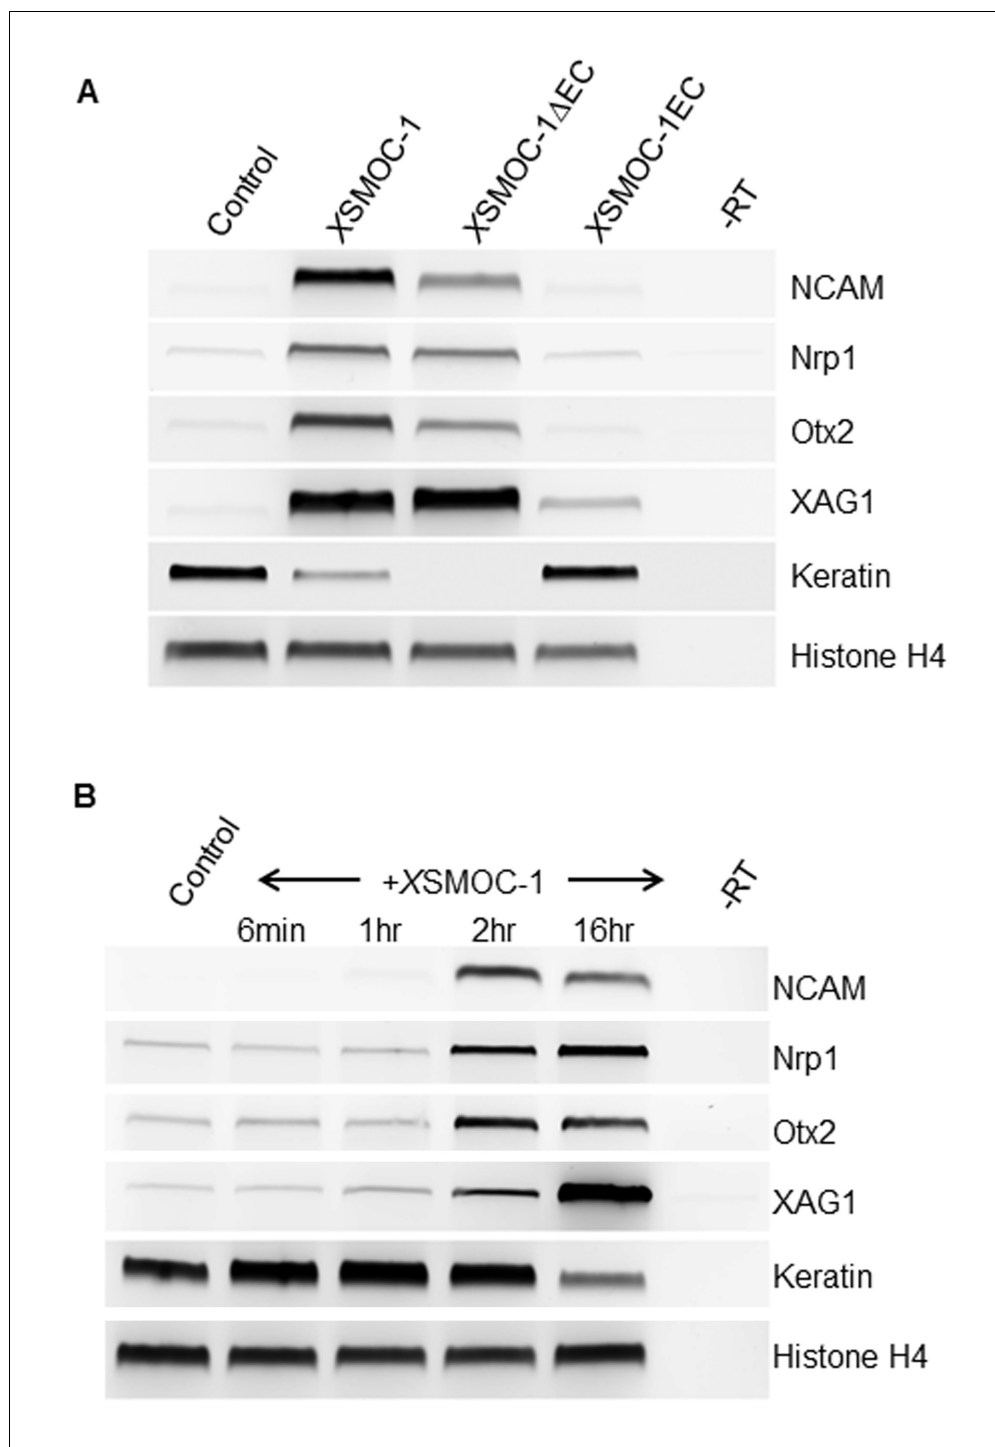 A
Control XSMOC-1 XSMOC-1ΔEC XSMOC-1EC -RT
NCAM
Nrp1
Otx2
XAG1
Keratin
Histone H4
B
Control +XSMOC-1 -RT
6min 1hr 2hr 16hr
NCAM
Nrp1
Otx2
XAG1
Keratin
Histone H4